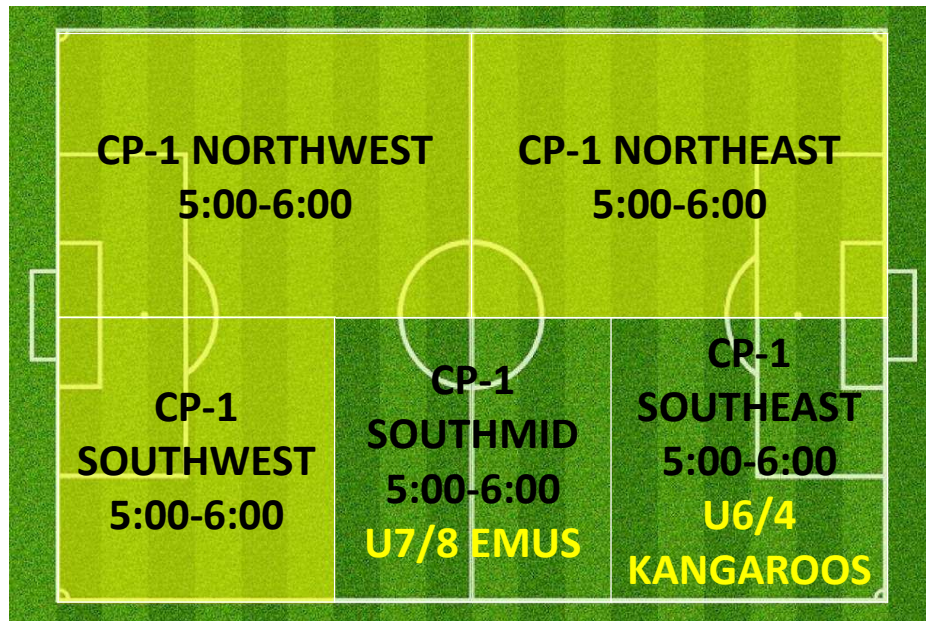 CP-1 NORTHWEST
5:00-6:00
CP-1 NORTHEAST
5:00-6:00
CP-1
SOUTHWEST
5:00-6:00
CP-1
SOUTHMID
5:00-6:00
U7/8 EMUS
CP-1
SOUTHEAST
5:00-6:00
U6/4
KANGAROOS